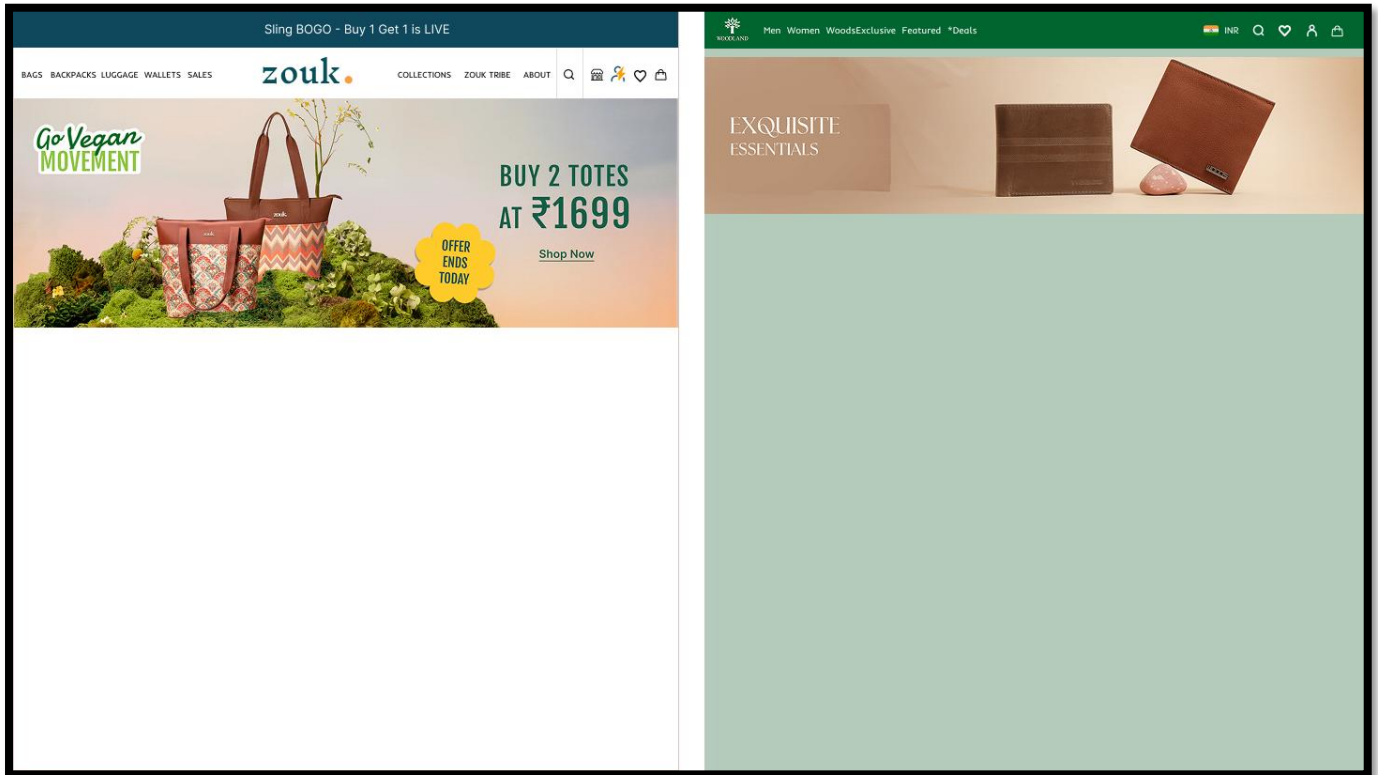 Sling BOGO - Buy 1 Get 1 is LIVE
BAGS BACKPACKS LUGGAGE WALLETS SALES
zouk.
COLLECTIONS ZOUK TRIBE ABOUT
Go Vegan
MOVEMENT
zouk
BUY 2 TOTES
AT ₹1699
OFFER
ENDS
TODAY
Shop Now
WOODLAND
Men Women WoodsExclusive Featured *Deals
INR
EXQUISITE
ESSENTIALS